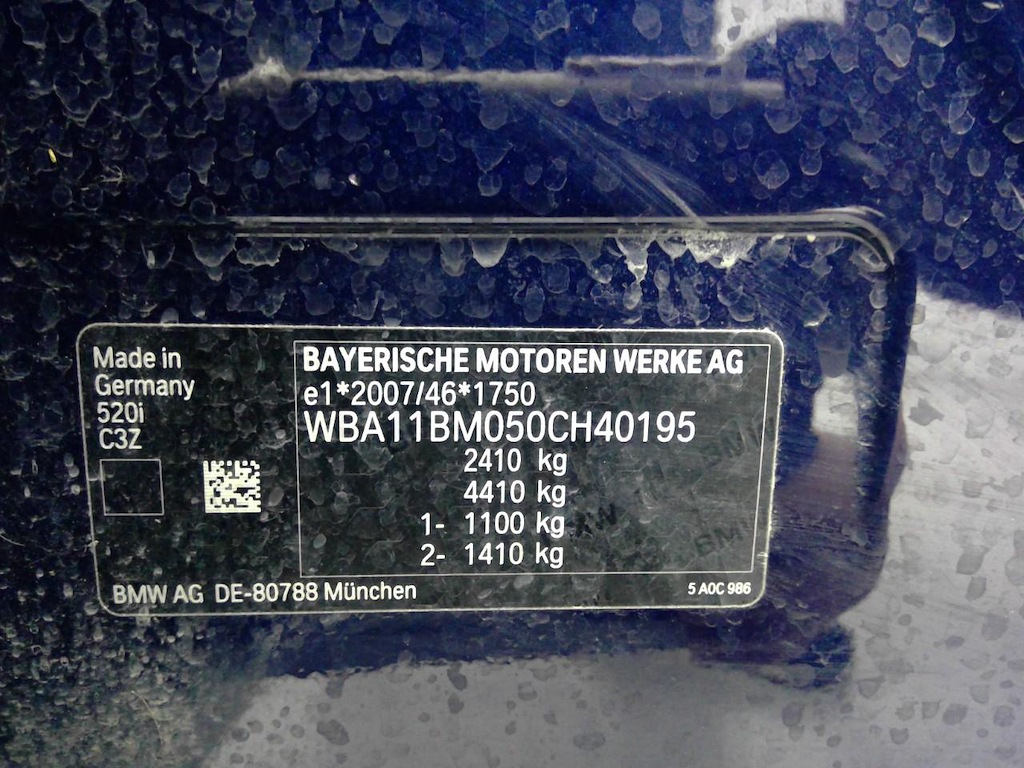 Made in
Germany
520i
C3Z
BAYERISCHE MOTOREN WERKE AG
e1*2007/46*1750
WBA11BM050CH40195
2410 kg
4410 kg
1- 1100 kg
2- 1410 kg
BMW AG DE-80788 München
5 A0C 986